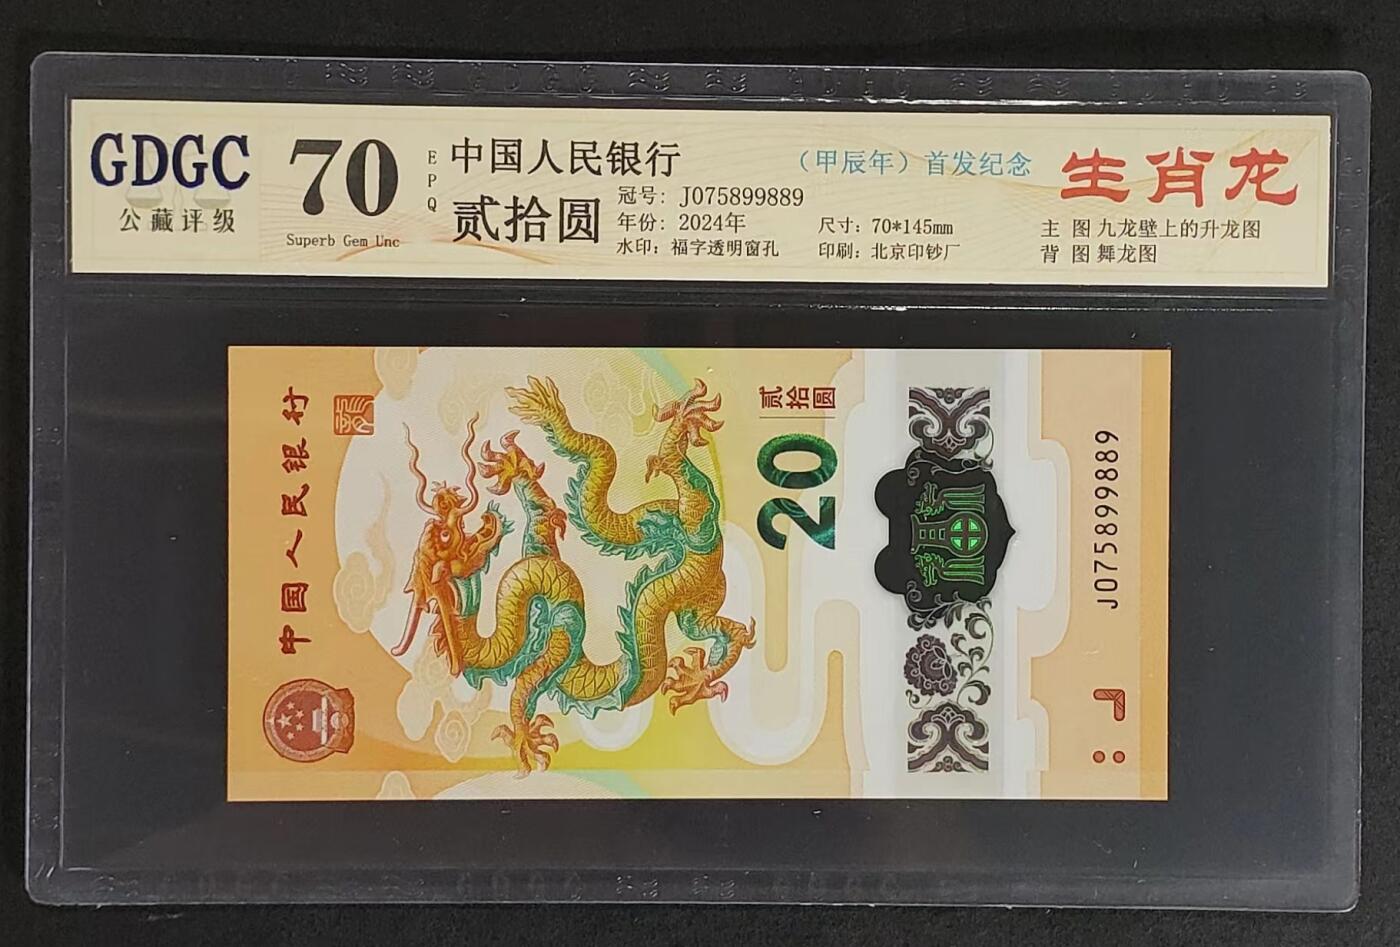 GDGC
公藏评级
70
Superb Gem Unc
EPQ
中国人民银行
贰拾圆
冠号: J075899889
年份: 2024年
水印: 福字透明窗孔
尺寸: 70*145mm
印刷: 北京印钞厂
（甲辰年）首发纪念
生肖龙
主 图 九龙壁上的升龙图
背 图 舞龙图
中国人民银行
贰拾圆
20
福
J075899889